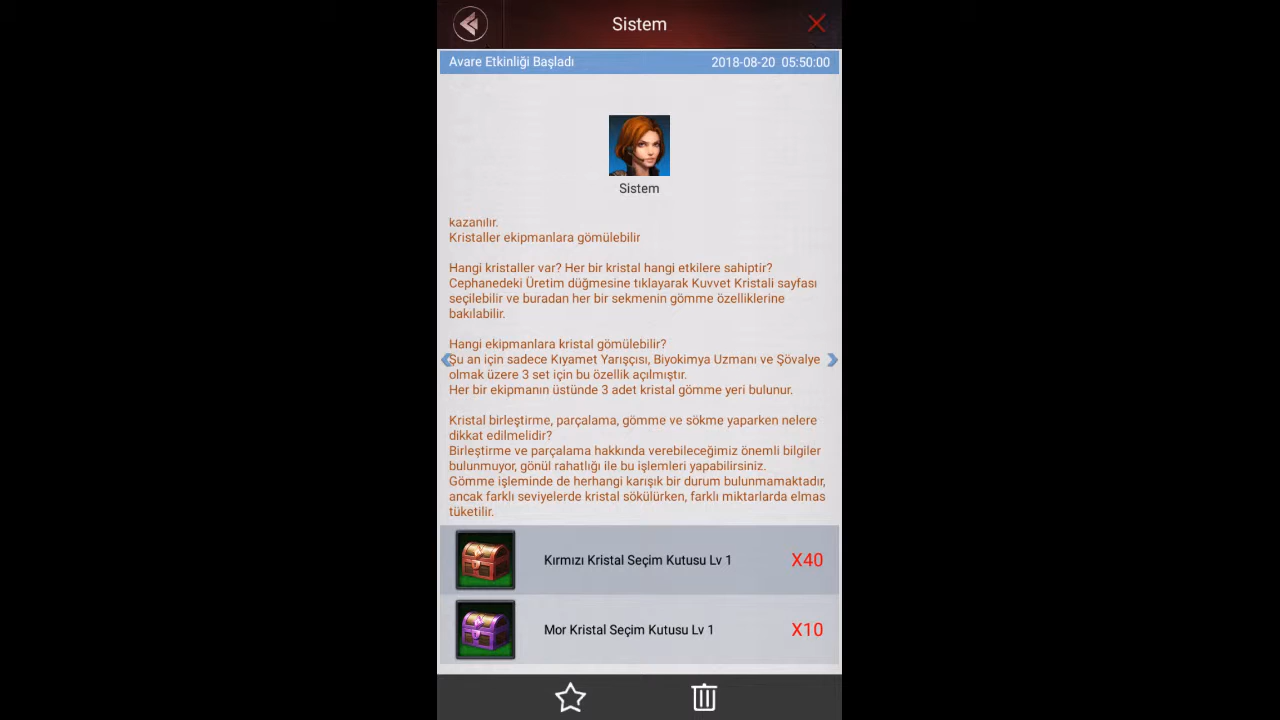 Sistem
Avare Etkinliği Başladı 2018-08-20 05:50:00
Sistem
kazanılır.
Kristaller ekipmanlara gömülebilir
Hangi kristaller var? Her bir kristal hangi etkilere sahiptir?
Cephanedeki Üretim düğmesine tıklayarak Kuvvet Kristali sayfası
seçilebilir ve buradan her bir sekmenin gömme özelliklerine
bakılabilir.
Hangi ekipmanlara kristal gömülebilir?
Şu an için sadece Kıyamet Yarışçısı, Biyokimya Uzmanı ve Şövalye
olmak üzere 3 set için bu özellik açılmıştır.
Her bir ekipmanın üstünde 3 adet kristal gömme yeri bulunur.
Kristal birleştirme, parçalama, gömme ve sökme yaparken nelere
dikkat edilmelidir?
Birleştirme ve parçalama hakkında verebileceğimiz önemli bilgiler
bulunmuyor, gönül rahatlığı ile bu işlemleri yapabilirsiniz.
Gömme işleminde de herhangi karışık bir durum bulunmamaktadır,
ancak farklı seviyelerde kristal sökülürken, farklı miktarlarda elmas
tüketilir.
Kırmızı Kristal Seçim Kutusu Lv 1 X40
Mor Kristal Seçim Kutusu Lv 1 X10